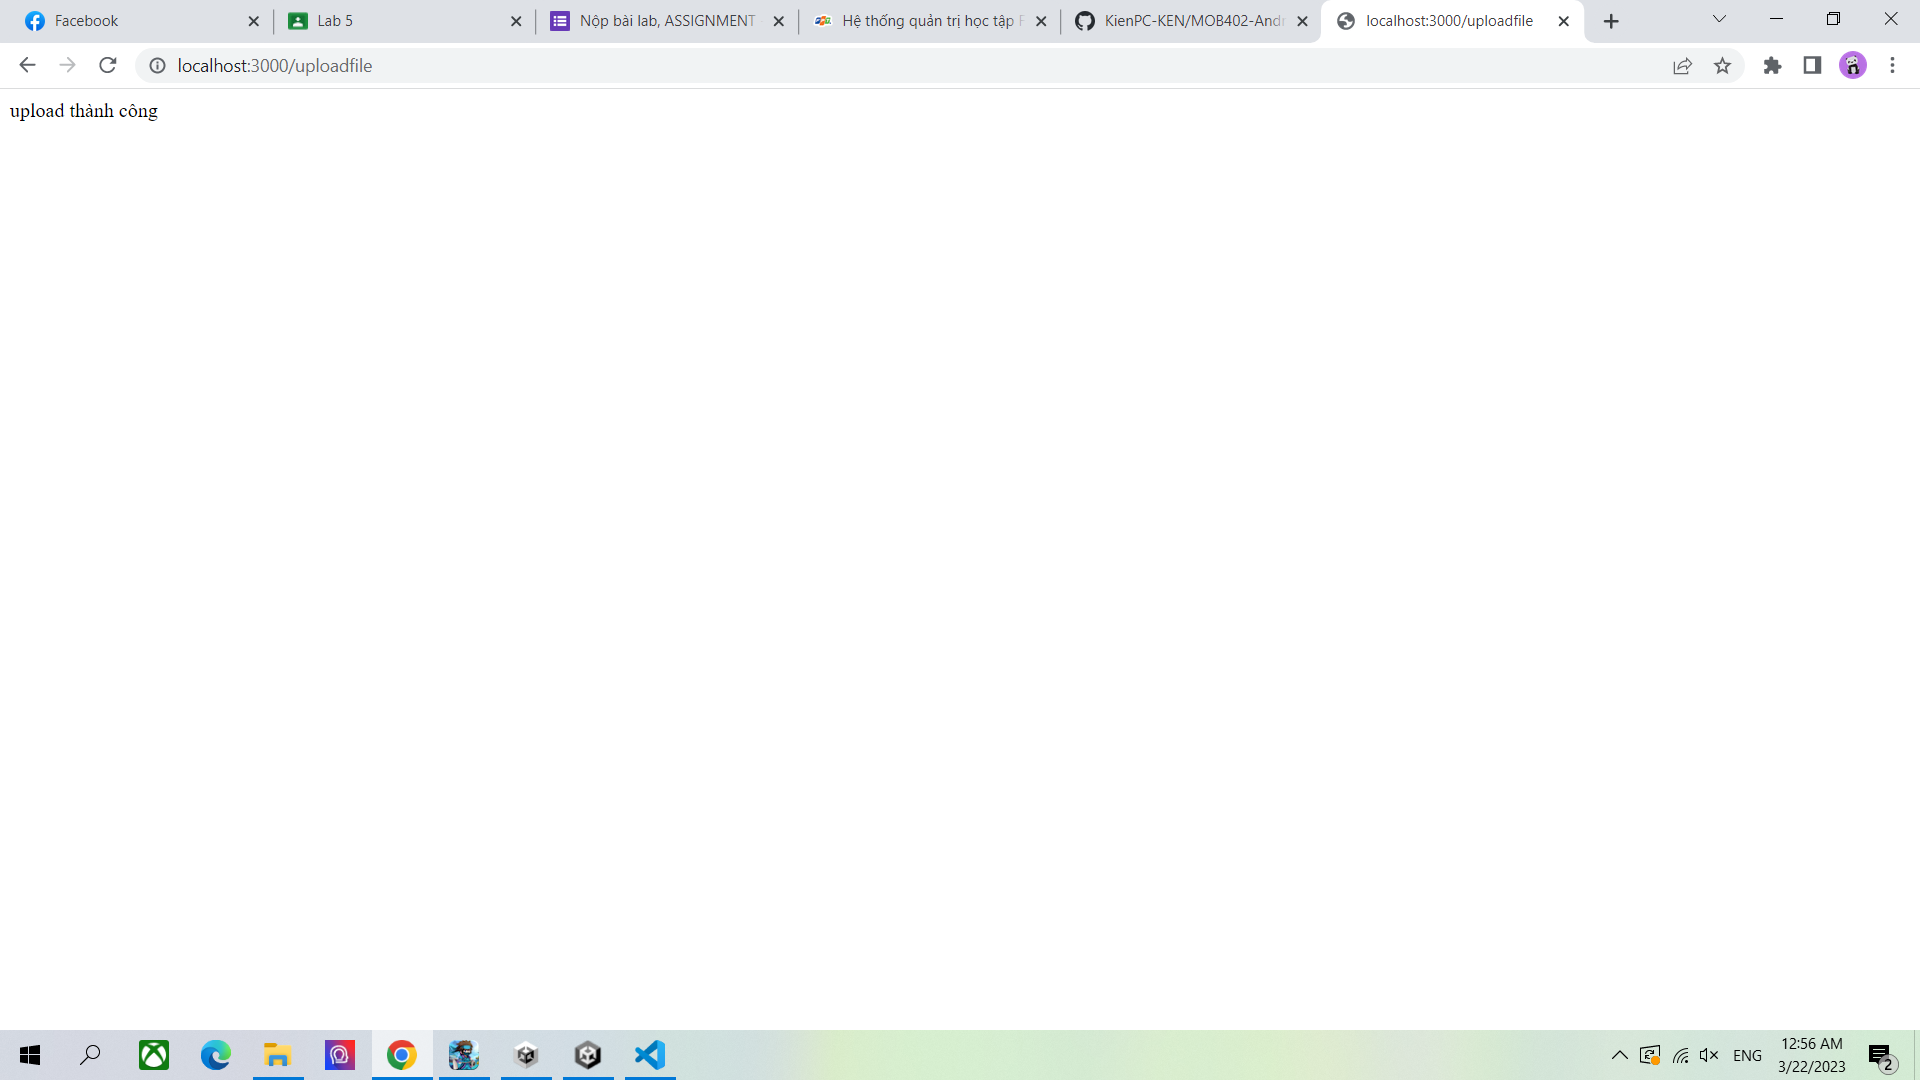 Facebook
Lab 5
Nộp bài lab, ASSIGNMENT
Hệ thống quản trị học tập F
KienPC-KEN/MOB402-Andr
localhost:3000/uploadfile
localhost:3000/uploadfile
upload thành công
ENG
12:56 AM
3/22/2023
2